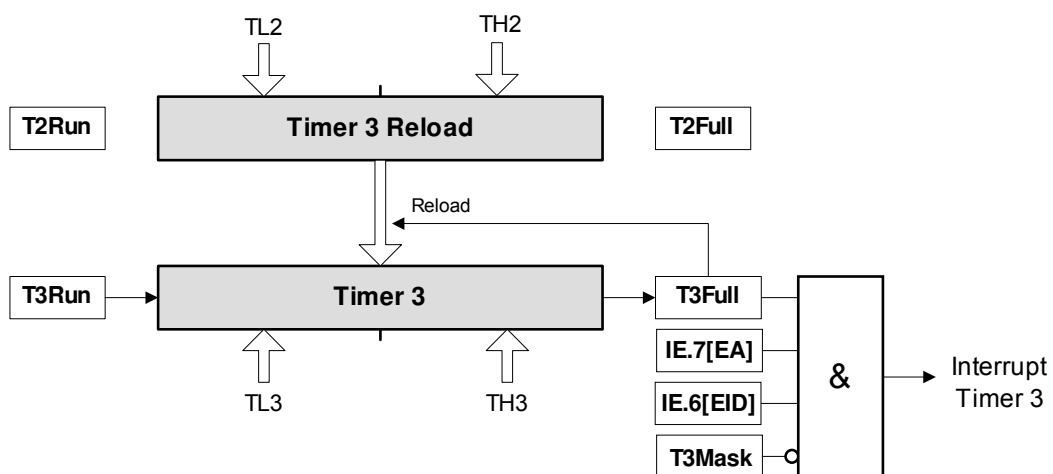 TL2 TH2
T2Run Timer 3 Reload T2Full
Reload
T3Run Timer 3 T3Full
IE.7[EA]
& Interrupt
IE.6[EID] Timer 3
TL3 TH3
T3Mask